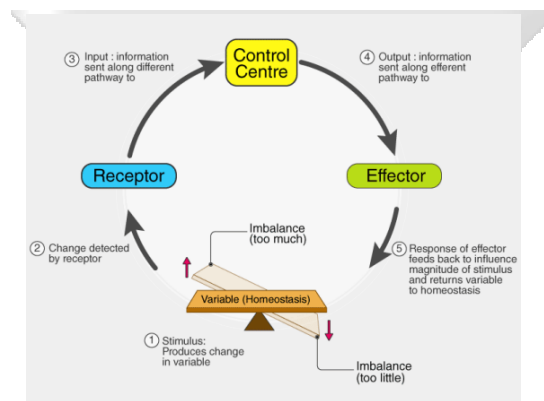 3 Input : information
sent along different
pathway to
Control
Centre
4 Output : information
sent along efferent
pathway to
Receptor
Effector
2 Change detected
by receptor
Imbalance
(too much)
5 Response of effector
feeds back to influence
magnitude of stimulus
and returns variable
to homeostasis
Variable (Homeostasis)
1 Stimulus:
Produces change
in variable
Imbalance
(too little)